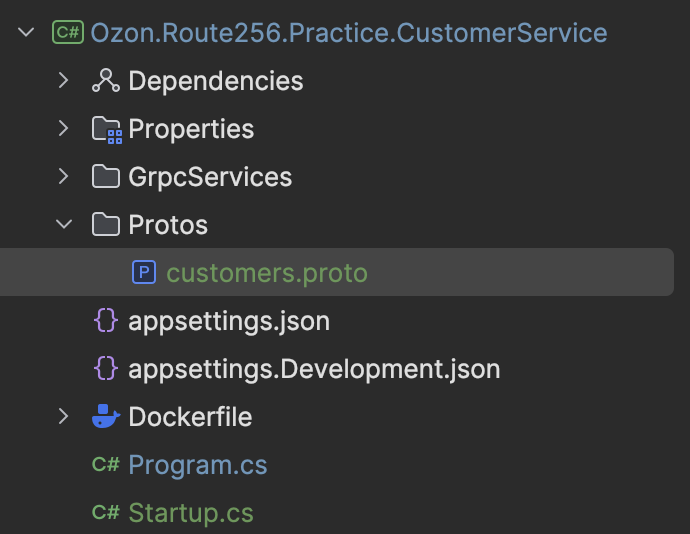 C# Ozon.Route256.Practice.CustomerService
Dependencies
Properties
GrpcServices
Protos
P customers.proto
{} appsettings.json
{} appsettings.Development.json
Dockerfile
C# Program.cs
C# Startup.cs